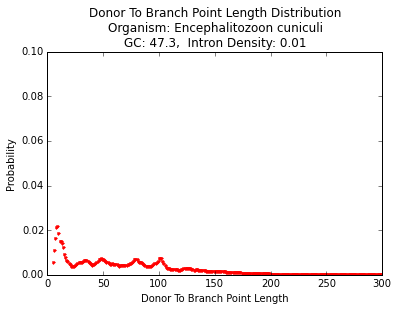 Donor To Branch Point Length Distribution
Organism: Encephalitozoon cuniculi
GC: 47.3,  Intron Density: 0.01
0.10
0.08
0.06
0.04
0.02
0.00
Probability
0 50 100 150 200 250 300
Donor To Branch Point Length